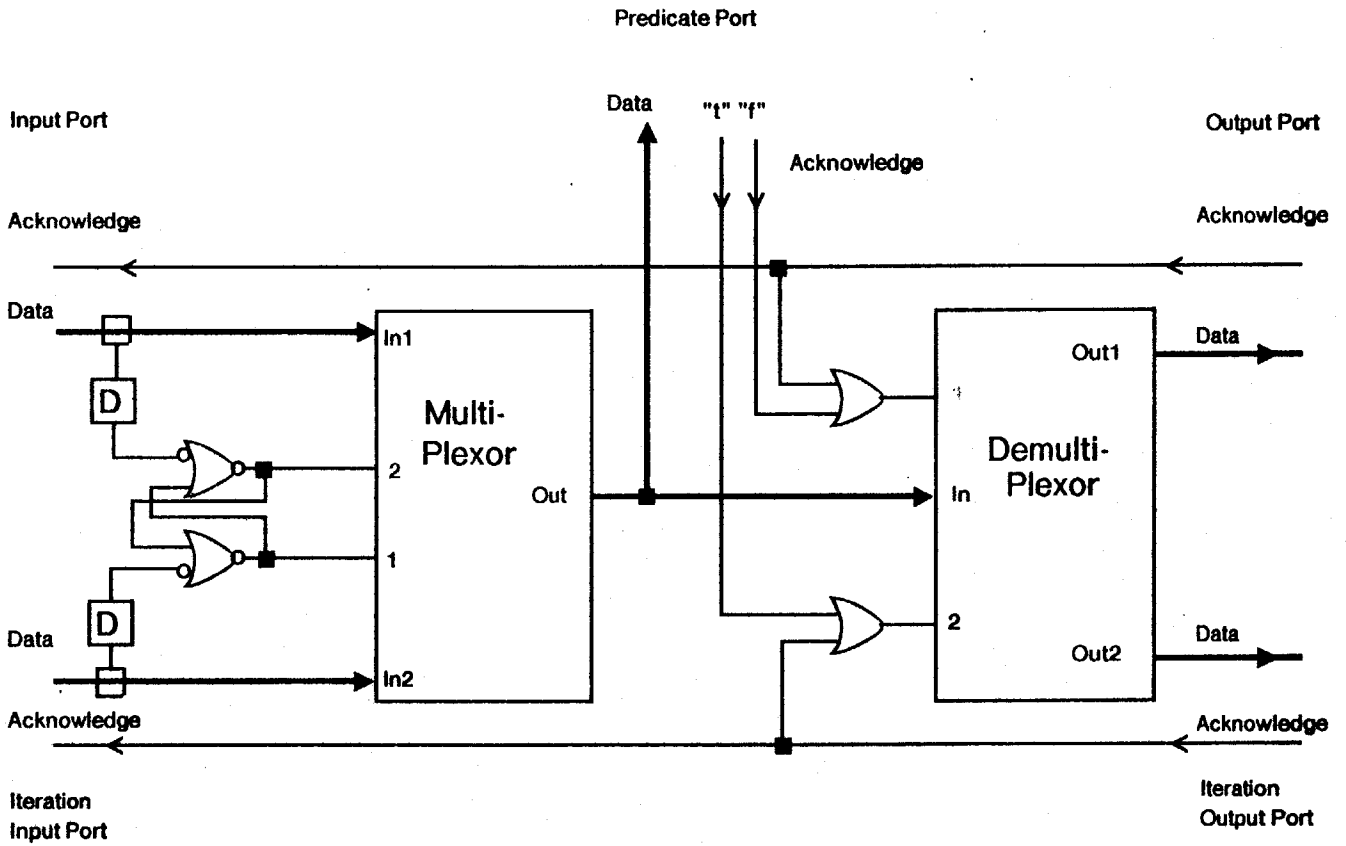 Predicate Port
Data
"t" "f"
Input Port
Output Port
Acknowledge
Acknowledge
Acknowledge
Data
In1
Out1
Data
D
Multi-
Plexor
2
Demulti-
Plexor
Out
In
1
D
2
Data
Data
Out2
In2
Acknowledge
Acknowledge
Iteration
Input Port
Iteration
Output Port